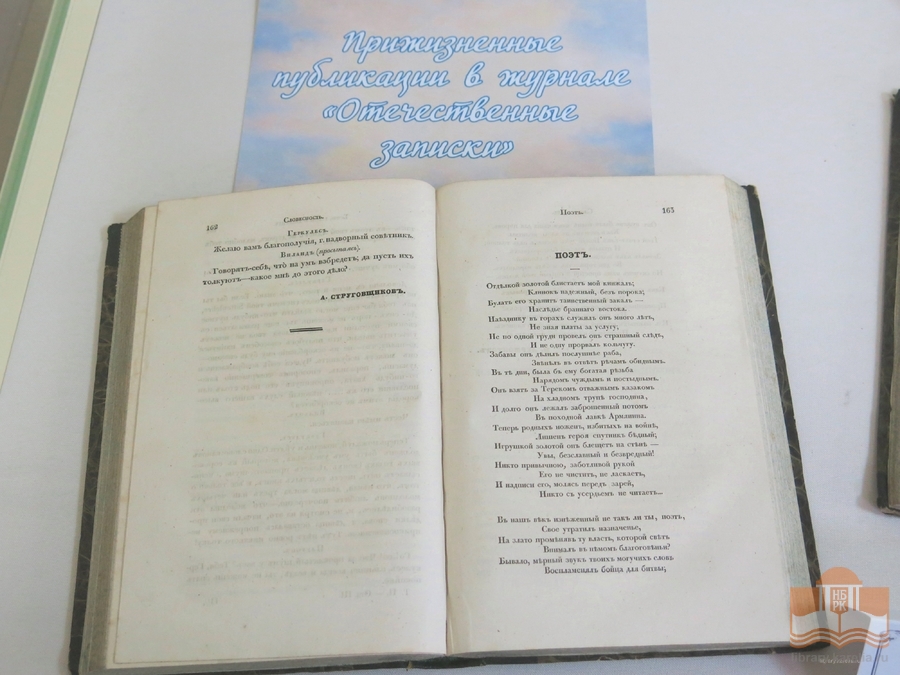 Прижизненные
публикации в журнале
«Отечественные
записки»
162
Словесность.
Геркулесъ.
Желаю вамъ благополучія, г. надворный совѣтникъ.
Виландъ (просыпаясь).
Говорятъ-себѣ, что̀ на умъ взбредетъ; да пусть ихъ
толкуютъ—какое мнѣ до этого дѣло?
А. СТРУГОВЩИКОВЪ.
Поэтъ.
163
ПОЭТЪ.
Отдѣлкой золотой блистаетъ мой кинжалъ;
Клинокъ надежный, безъ порока;
Булатъ его хранитъ таинственный закалъ —
Наслѣдье браннаго востока.
Наѣзднику въ горахъ служилъ онъ много лѣтъ,
Не зная платы за услугу;
Не по одной груди провелъ онъ страшный слѣдъ,
И не одну прорвалъ кольчугу.
Забавы онъ дѣлилъ послушнѣе раба,
Звенѣлъ въ отвѣтъ рѣчамъ обиднымъ.
Въ тѣ дни, была бъ ему богатая рѣзьба
Нарядомъ чуждымъ и постыднымъ.
Онъ взятъ за Терекомъ отважнымъ казакомъ
На хладномъ трупѣ господина,
И долго онъ лежалъ заброшенный потомъ
Въ походной лавкѣ Армянина.
Теперь родныхъ ноженъ, избитыхъ на войнѣ,
Лишенъ героя спутникъ бѣдный;
Игрушкой золотой онъ блещетъ на стѣнѣ —
Увы, безславный и безвредный!
Никто привычною, заботливой рукой
Его не чиститъ, не ласкаетъ,
И надписи его, молясь передъ зарей,
Никто съ усердьемъ не читаетъ...
Въ нашъ вѣкъ изнѣженный не такъ ли ты, поэтъ,
Свое утратилъ назначенье,
На злато промѣнявъ ту власть, которой свѣтъ
Внималъ въ нѣмомъ благоговѣньи?
Бывало, мѣрный звукъ твоихъ могучихъ словъ
Воспламенялъ бойца для битвы;
НБ
РК